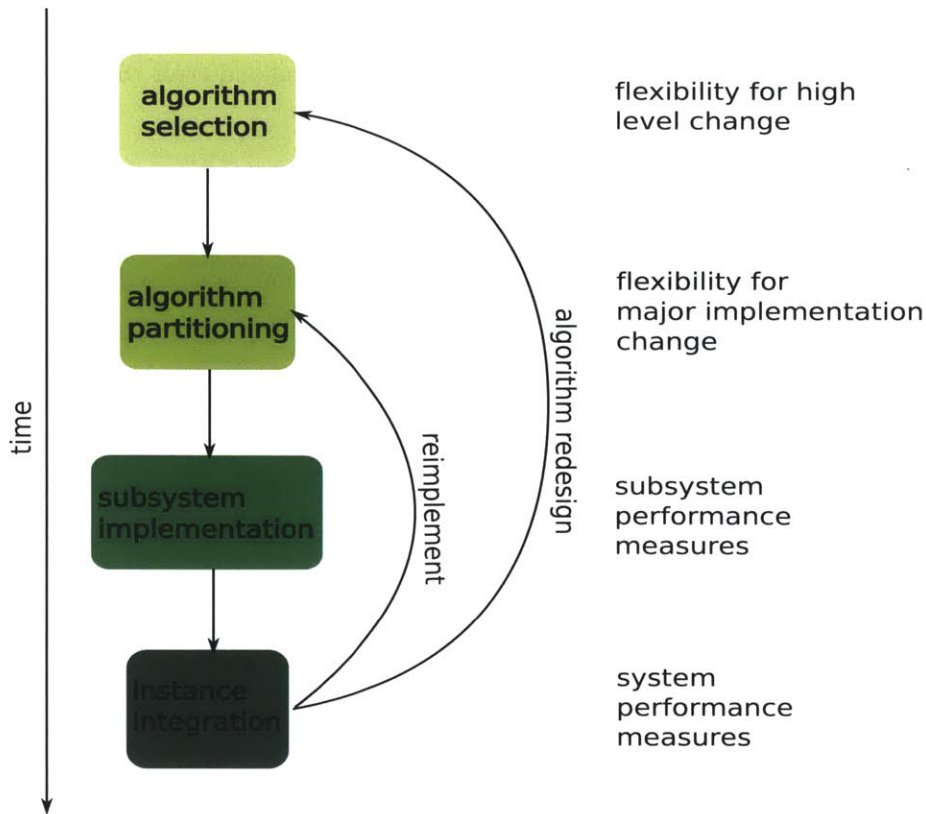 algorithm
selection
flexibility for high
level change
algorithm
partitioning
flexibility for
major implementation
change
time
reimplement
algorithm redesign
subsystem
implementation
subsystem
performance
measures
instance
integration
system
performance
measures